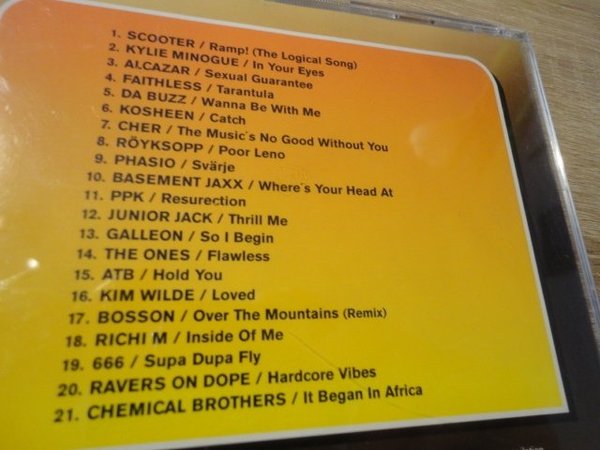 1. SCOOTER / Ramp! (The Logical Song)
2. KYLIE MINOGUE / In Your Eyes
3. ALCAZAR / Sexual Guarantee
4. FAITHLESS / Tarantula
5. DA BUZZ / Wanna Be With Me
6. KOSHEEN / Catch
7. CHER / The Music´s No Good Without You
8. RÖYKSOPP / Poor Leno
9. PHASIO / Svärje
10. BASEMENT JAXX / Where´s Your Head At
11. PPK / Resurection
12. JUNIOR JACK / Thrill Me
13. GALLEON / So I Begin
14. THE ONES / Flawless
15. ATB / Hold You
16. KIM WILDE / Loved
17. BOSSON / Over The Mountains (Remix)
18. RICHI M / Inside Of Me
19. 666 / Supa Dupa Fly
20. RAVERS ON DOPE / Hardcore Vibes
21. CHEMICAL BROTHERS / It Began In Africa